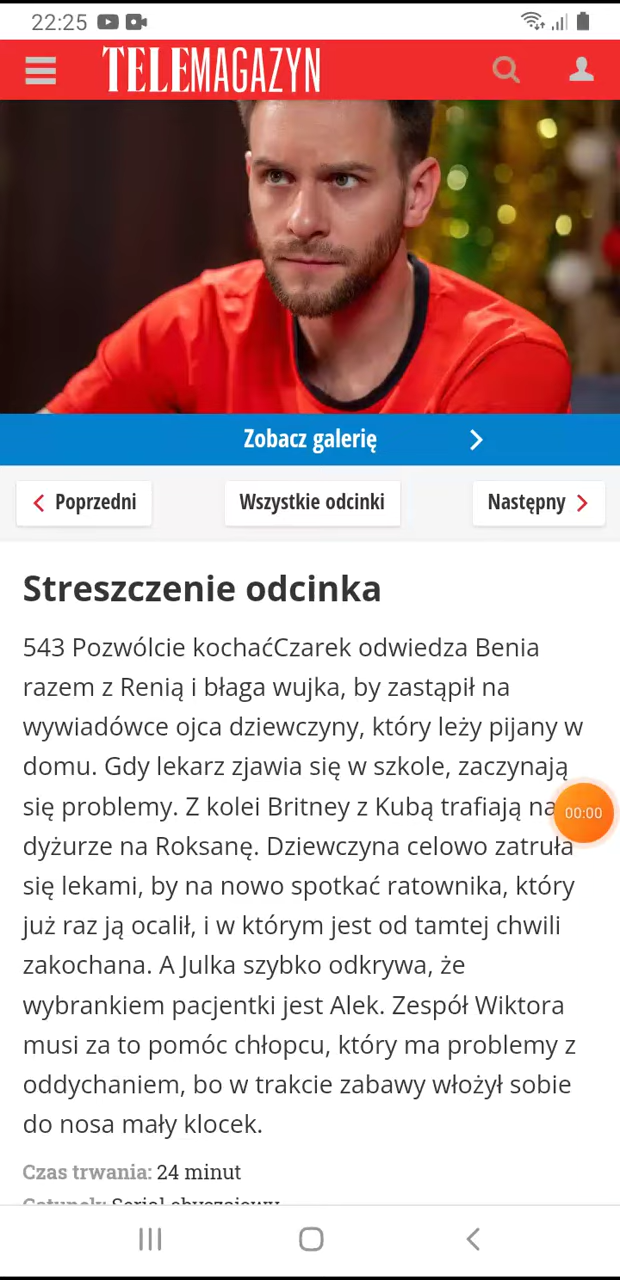 22:25
TELEMAGAZYN
Zobacz galerię
Poprzedni
Wszystkie odcinki
Następny
Streszczenie odcinka
543 Pozwólcie kochaćCzarek odwiedza Benia
razem z Renią i błaga wujka, by zastąpił na
wywiadówce ojca dziewczyny, który leży pijany w
domu. Gdy lekarz zjawia się w szkole, zaczynają
się problemy. Z kolei Britney z Kubą trafiają na
00:00
dyżurze na Roksanę. Dziewczyna celowo zatruła
się lekami, by na nowo spotkać ratownika, który
już raz ją ocalił, i w którym jest od tamtej chwili
zakochana. A Julka szybko odkrywa, że
wybrankiem pacjentki jest Alek. Zespół Wiktora
musi za to pomóc chłopcu, który ma problemy z
oddychaniem, bo w trakcie zabawy włożył sobie
do nosa mały klocek.
Czas trwania: 24 minut
Gatunek: Serial obyczajowy